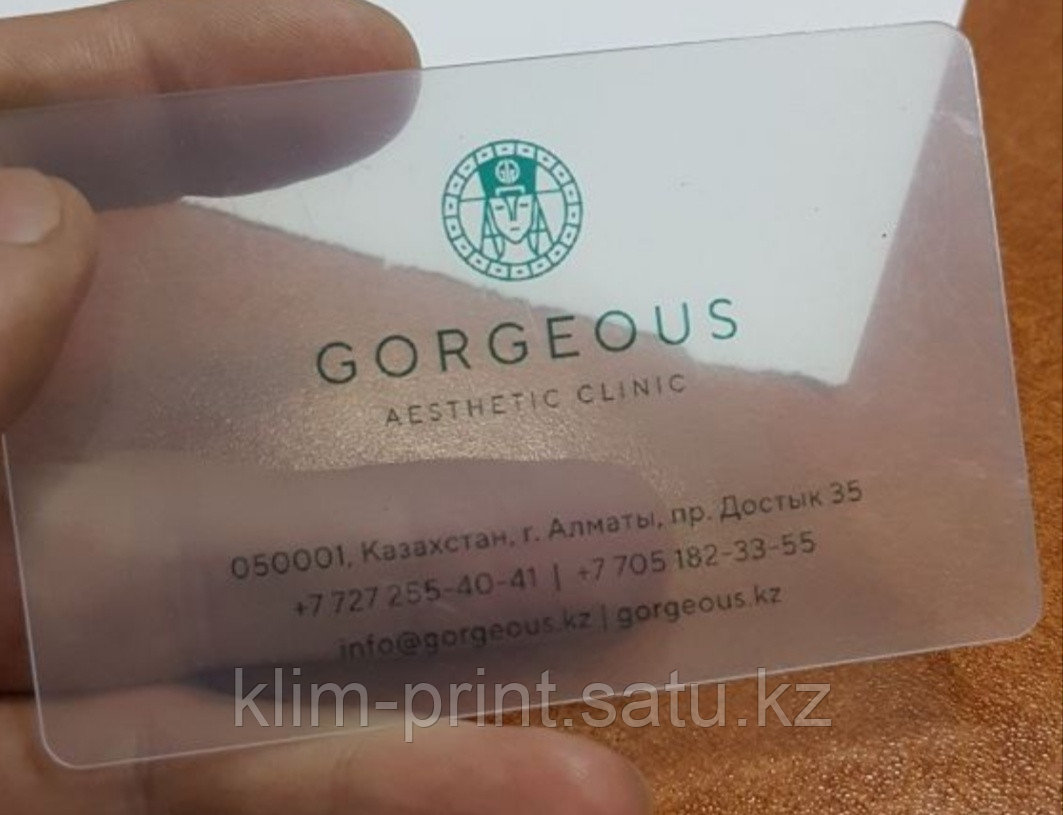 GORGEOUS
AESTHETIC CLINIC
050001, Казахстан, г. Алматы, пр. Достык 35
+7 727 255-40-41 | +7 705 182-33-55
info@gorgeous.kz | gorgeous.kz
klim-print.satu.kz